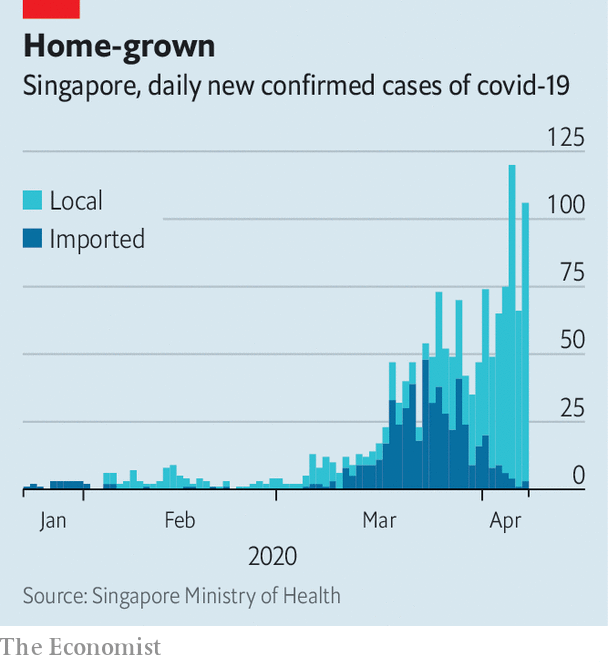 Home-grown
Singapore, daily new confirmed cases of covid-19
125
Local
100
Imported
75
50
25
0
Jan Feb Mar Apr
2020
Source: Singapore Ministry of Health
The Economist